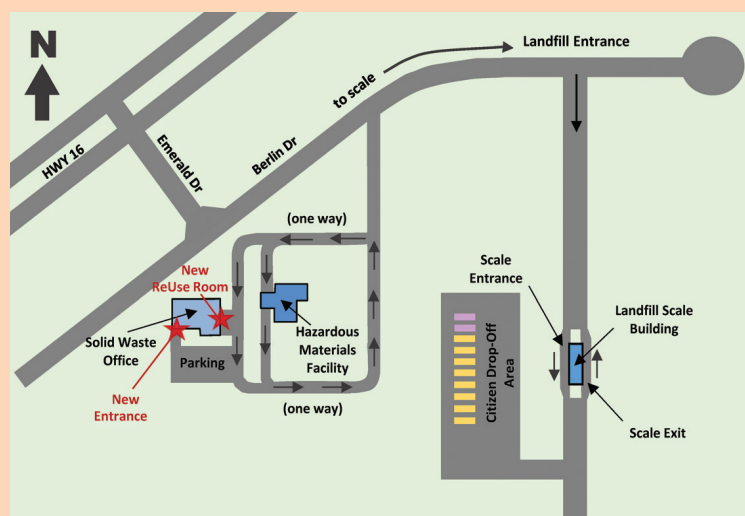 N
Landfill Entrance
to scale
HWY 16
Emerald Dr
Berlin Dr
(one way)
New
ReUse Room
Solid Waste
Office
Parking
New
Entrance
Hazardous
Materials
Facility
(one way)
Citizen Drop-Off
Area
Scale
Entrance
Landfill Scale
Building
Scale Exit